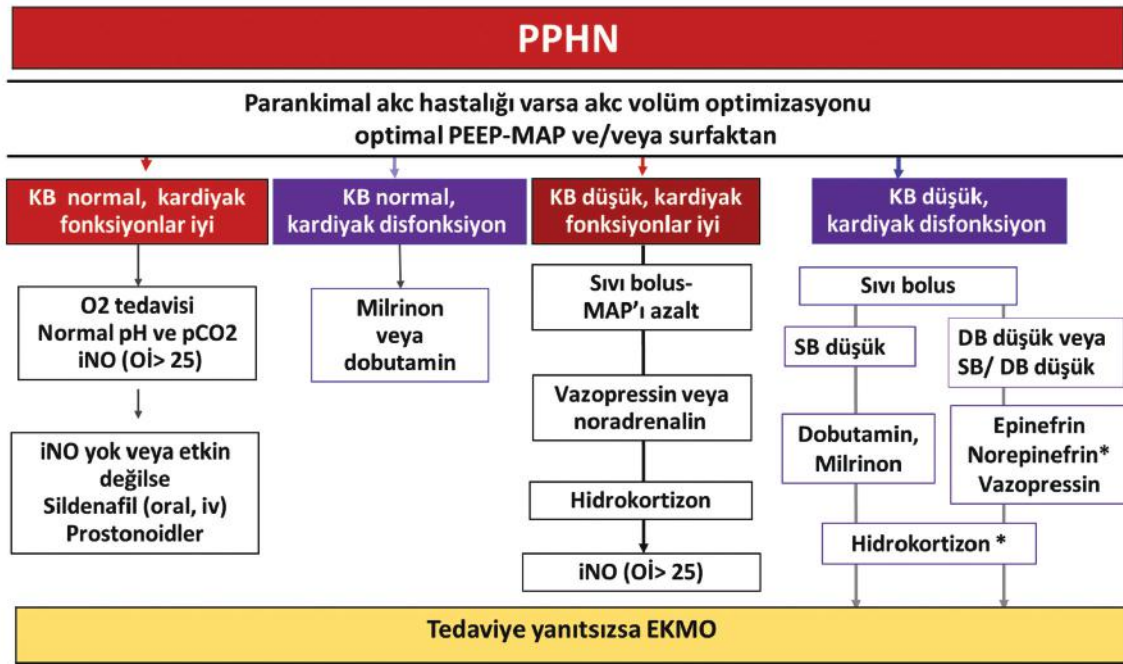 PPHN
Parankimal akc hastalığı varsa akc volüm optimizasyonu
optimal PEEP-MAP ve/veya surfaktan
KB normal, kardiyak
fonksiyonlar iyi
O2 tedavisi
Normal pH ve pCO2
iNO (Oİ> 25)
iNO yok veya etkin
değilse
Sildenafil (oral, iv)
Prostonoidler
KB normal,
kardiyak disfonksiyon
Milrinon
veya
dobutamin
KB düşük, kardiyak
fonksiyonlar iyi
Sıvı bolus-
MAP’ı azalt
Vazopressin veya
noradrenalin
Hidrokortizon
iNO (Oİ> 25)
KB düşük,
kardiyak disfonksiyon
Sıvı bolus
SB düşük
Dobutamin,
Milrinon
DB düşük veya
SB/ DB düşük
Epinefrin
Norepinefrin*
Vazopressin
Hidrokortizon *
Tedaviye yanıtsızsa EKMO